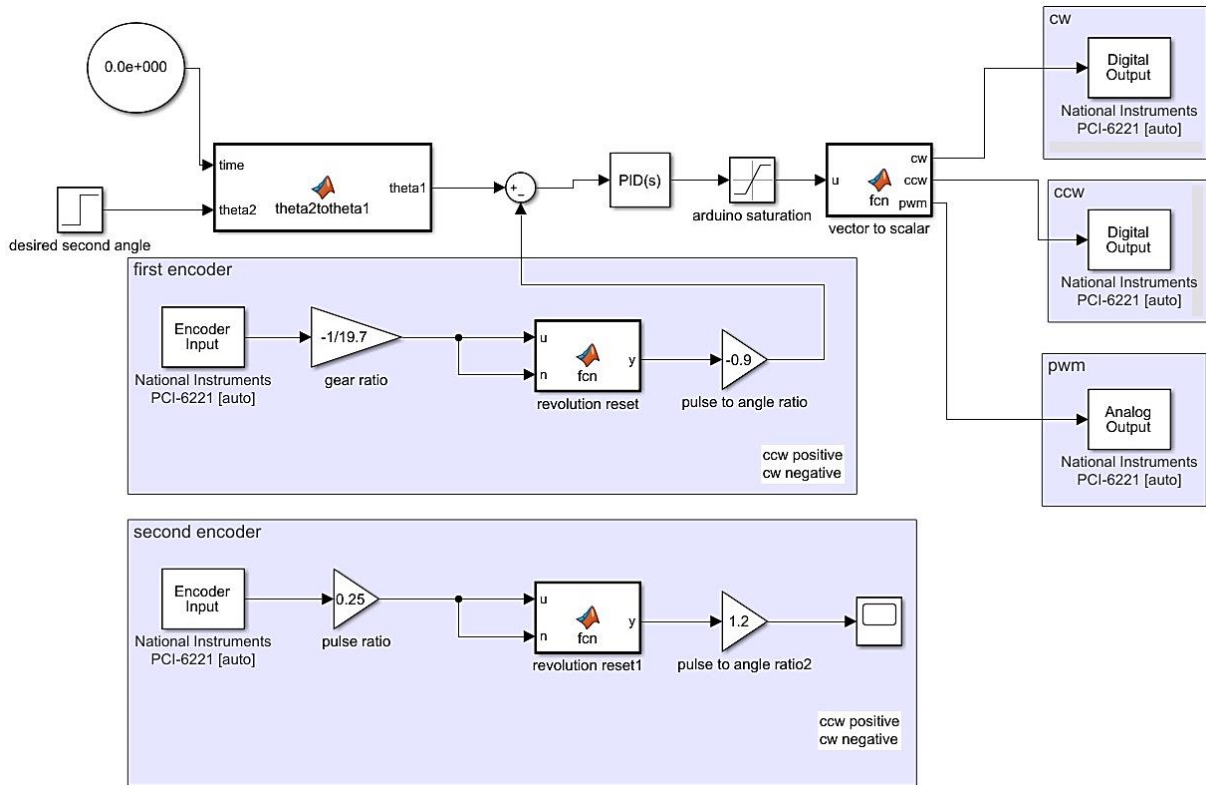 cw
0.0e+000
Digital
Output
National Instruments
PCI-6221 [auto]
time
theta2
theta1
theta2totheta1
desired second angle
+
-
PID(s)
arduino saturation
u
fcn
cw
ccw
pwm
vector to scalar
ccw
Digital
Output
National Instruments
PCI-6221 [auto]
first encoder
Encoder
Input
National Instruments
PCI-6221 [auto]
-1/19.7
gear ratio
u
n
fcn
y
revolution reset
-0.9
pulse to angle ratio
ccw positive
cw negative
pwm
Analog
Output
National Instruments
PCI-6221 [auto]
second encoder
Encoder
Input
National Instruments
PCI-6221 [auto]
0.25
pulse ratio
u
n
fcn
y
revolution reset1
1.2
pulse to angle ratio2
ccw positive
cw negative